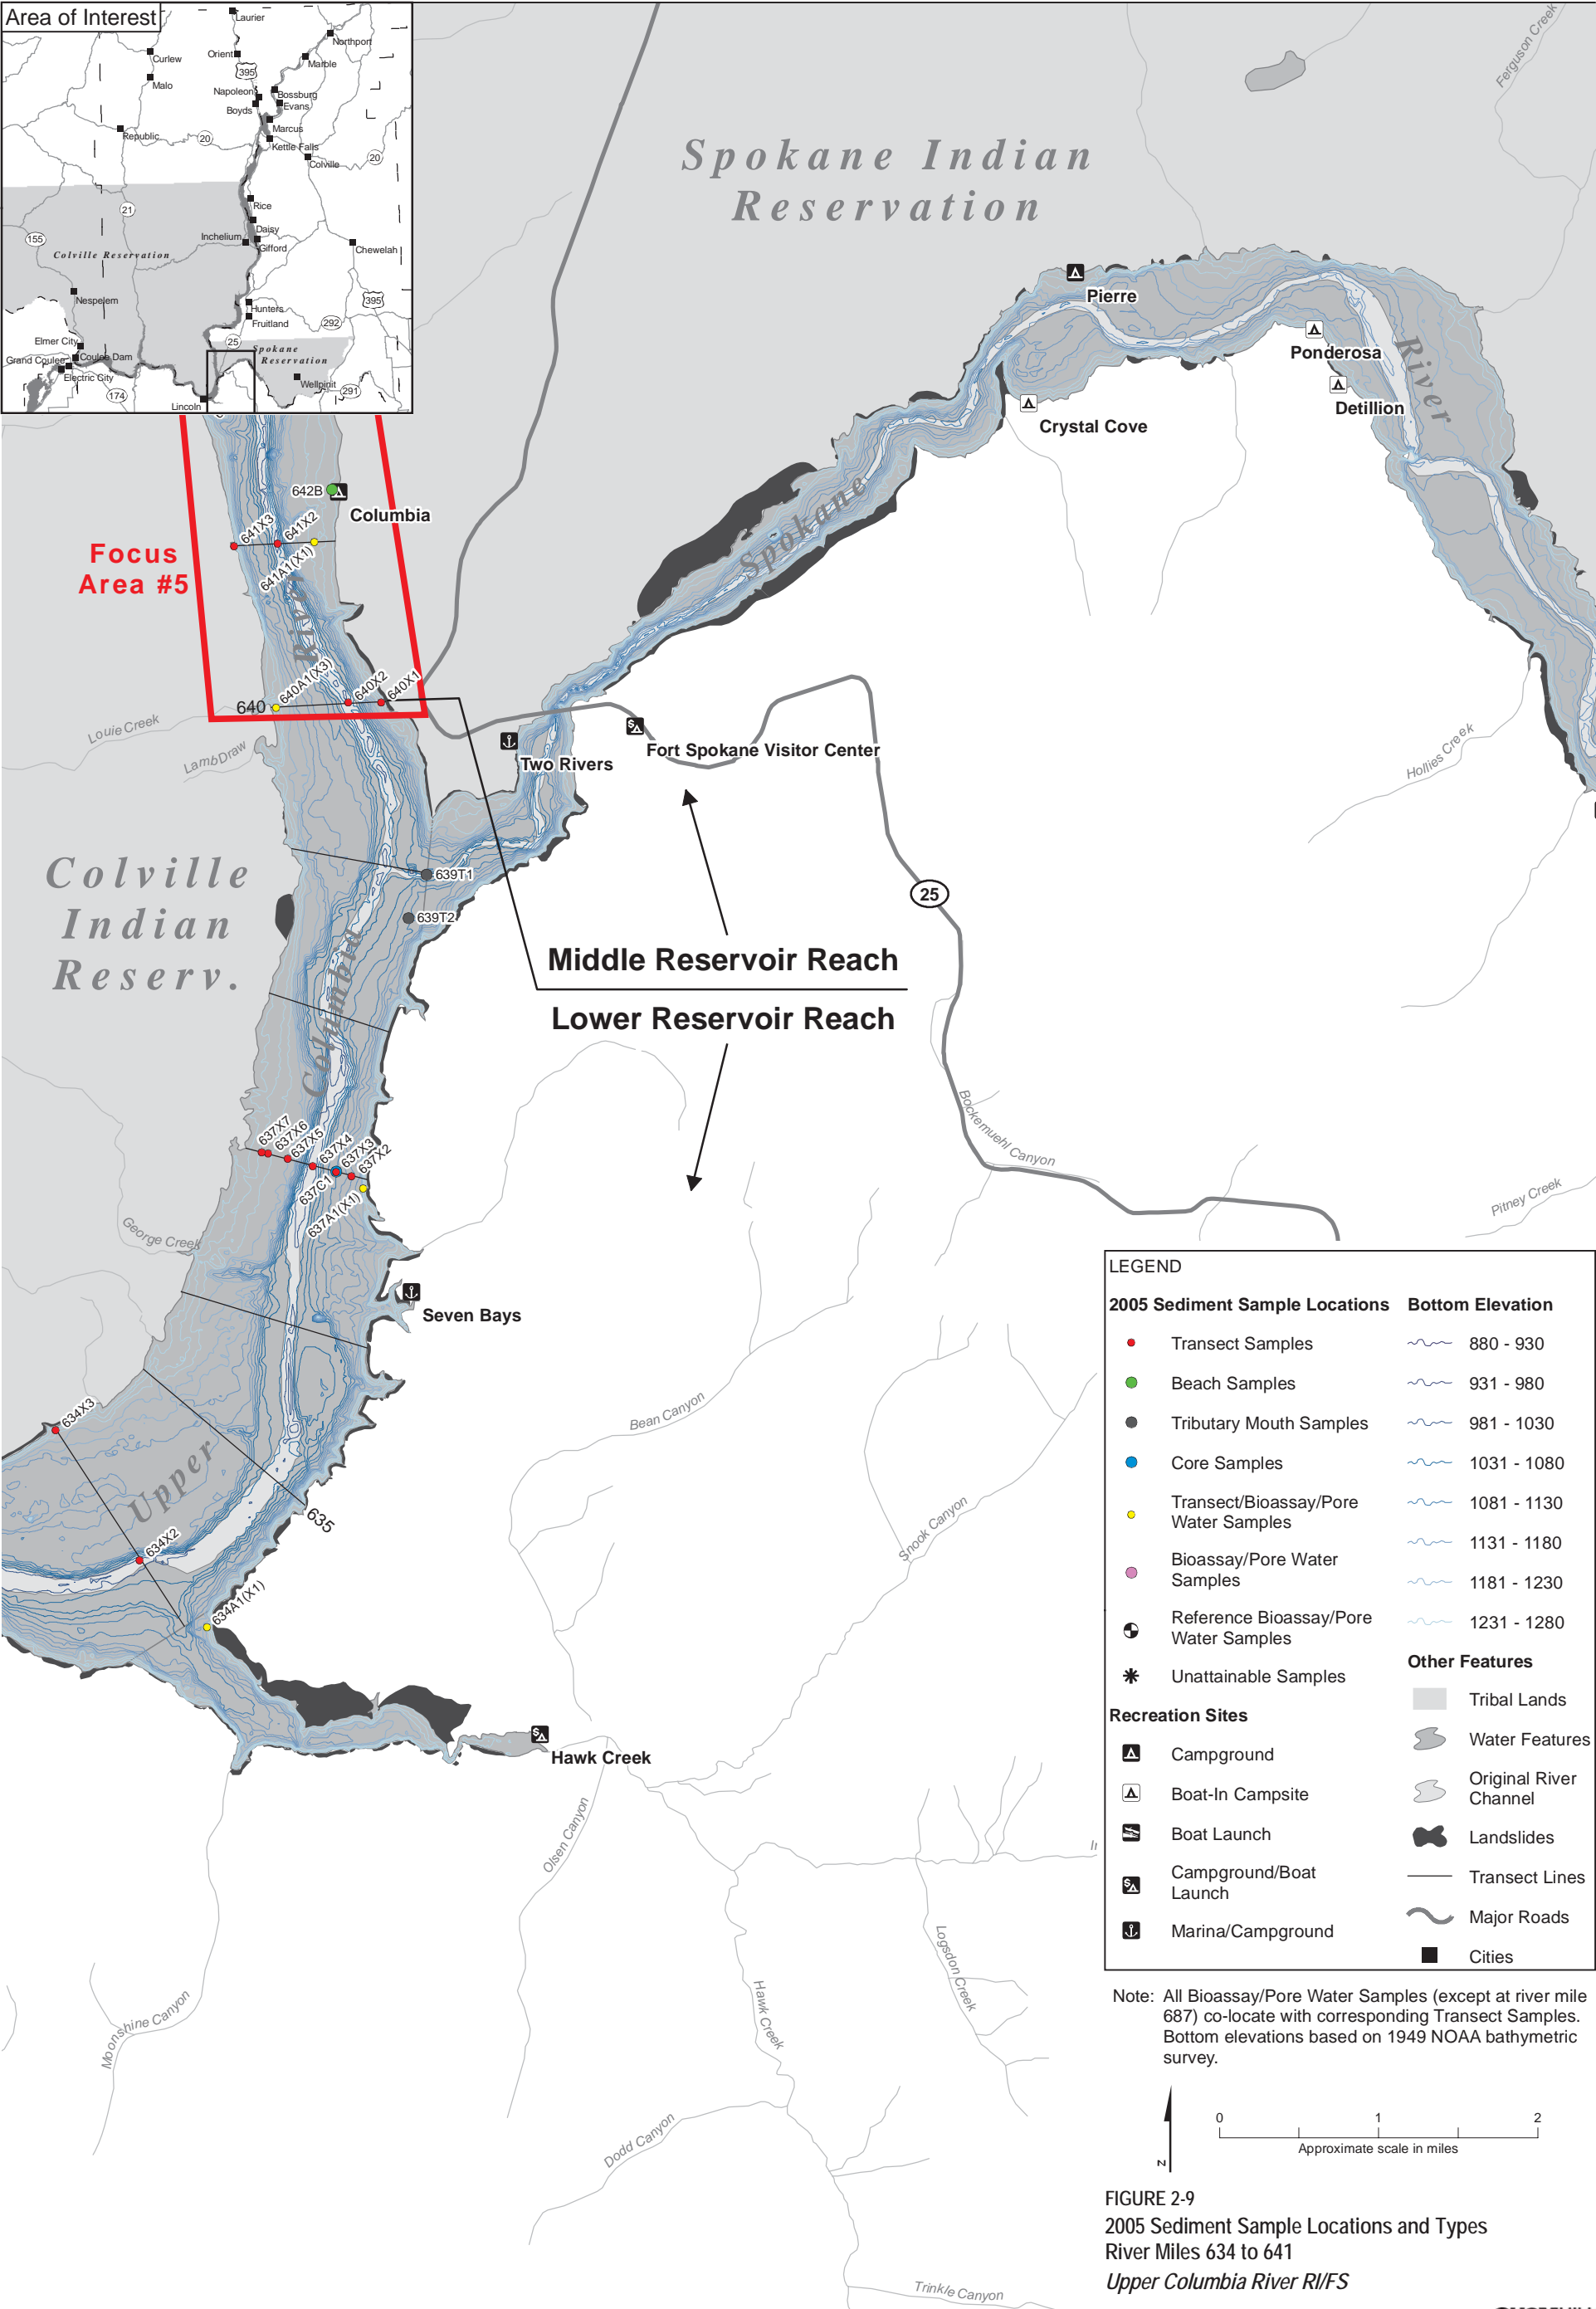 Area of Interest
Laurier
Northport
Curlew
Orient
Marble
395
Malo
Napoleon
Bossburg
Boyds
Evans
Marcus
Republic
20
Kettle Falls
Colville
20
Rice
21
Daisy
155
Inchelium
Gifford
Chewelah
Colville Reservation
Nespelem
Hunters
395
Fruitland
292
25
Elmer City
Spokane
Reservation
Grand Coulee
Coulee Dam
Electric City
Wellpinit
291
174
Lincoln
Spokane Indian
Reservation
Ferguson Creek
Pierre
Ponderosa
River
Detillion
Crystal Cove
Spokane
642B
Columbia
641X3
641X2
641A1(X1)
Focus
Area #5
River
640A1(X3)
640X2
640X1
640
Louie Creek
Lamb Draw
Two Rivers
Fort Spokane Visitor Center
Hollies Creek
Colville
Indian
Reserv.
639T1
639T2
25
Columbia
Middle Reservoir Reach
Lower Reservoir Reach
Bockemuehl Canyon
Pitney Creek
637X7
637X6
637X5
637X4
637X3
637X2
637C1
637A1(X1)
George Creek
Seven Bays
Bean Canyon
Snook Canyon
634X3
Upper
635
634X2
634A1(X1)
Hawk Creek
Olsen Canyon
Moonshine Canyon
Logsdon Creek
Hawk Creek
Dodd Canyon
Trinkle Canyon
LEGEND
2005 Sediment Sample Locations
Transect Samples
Beach Samples
Tributary Mouth Samples
Core Samples
Transect/Bioassay/Pore
Water Samples
Bioassay/Pore Water
Samples
Reference Bioassay/Pore
Water Samples
Unattainable Samples
Recreation Sites
Campground
Boat-In Campsite
Boat Launch
Campground/Boat
Launch
Marina/Campground
Bottom Elevation
880 - 930
931 - 980
981 - 1030
1031 - 1080
1081 - 1130
1131 - 1180
1181 - 1230
1231 - 1280
Other Features
Tribal Lands
Water Features
Original River
Channel
Landslides
Transect Lines
Major Roads
Cities
Note: All Bioassay/Pore Water Samples (except at river mile
687) co-locate with corresponding Transect Samples.
Bottom elevations based on 1949 NOAA bathymetric
survey.
N
0 1 2
Approximate scale in miles
FIGURE 2-9
2005 Sediment Sample Locations and Types
River Miles 634 to 641
Upper Columbia River RI/FS